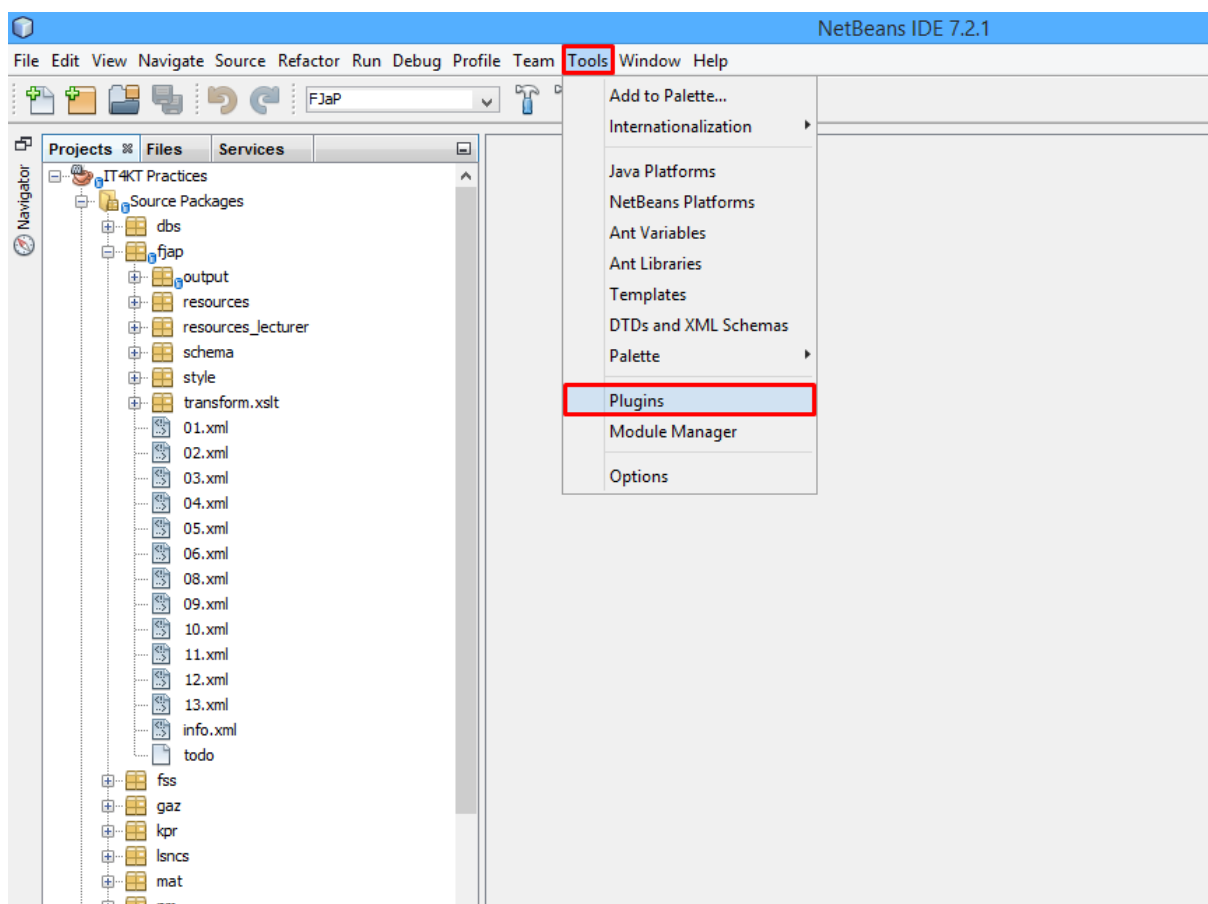 NetBeans IDE 7.2.1
File Edit View Navigate Source Refactor Run Debug Profile Team Tools Window Help
FJaP
Projects Files Services
Navigator
IT4KT Practices
Source Packages
dbs
fjap
output
resources
resources_lecturer
schema
style
transform.xslt
01.xml
02.xml
03.xml
04.xml
05.xml
06.xml
08.xml
09.xml
10.xml
11.xml
12.xml
13.xml
info.xml
todo
fss
gaz
kpr
lsncs
mat
Add to Palette...
Internationalization
Java Platforms
NetBeans Platforms
Ant Variables
Ant Libraries
Templates
DTDs and XML Schemas
Palette
Plugins
Module Manager
Options